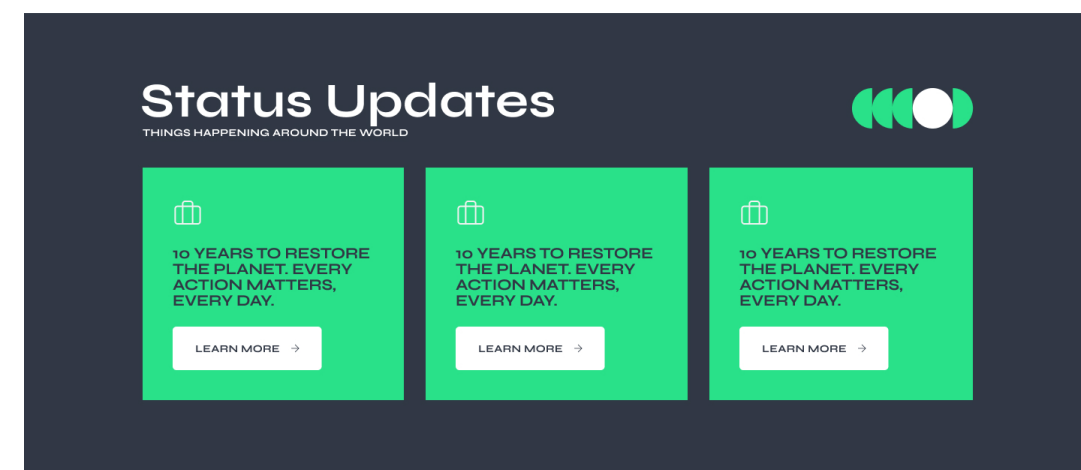 Status Updates
THINGS HAPPENING AROUND THE WORLD
10 YEARS TO RESTORE
THE PLANET. EVERY
ACTION MATTERS,
EVERY DAY.
LEARN MORE →
10 YEARS TO RESTORE
THE PLANET. EVERY
ACTION MATTERS,
EVERY DAY.
LEARN MORE →
10 YEARS TO RESTORE
THE PLANET. EVERY
ACTION MATTERS,
EVERY DAY.
LEARN MORE →